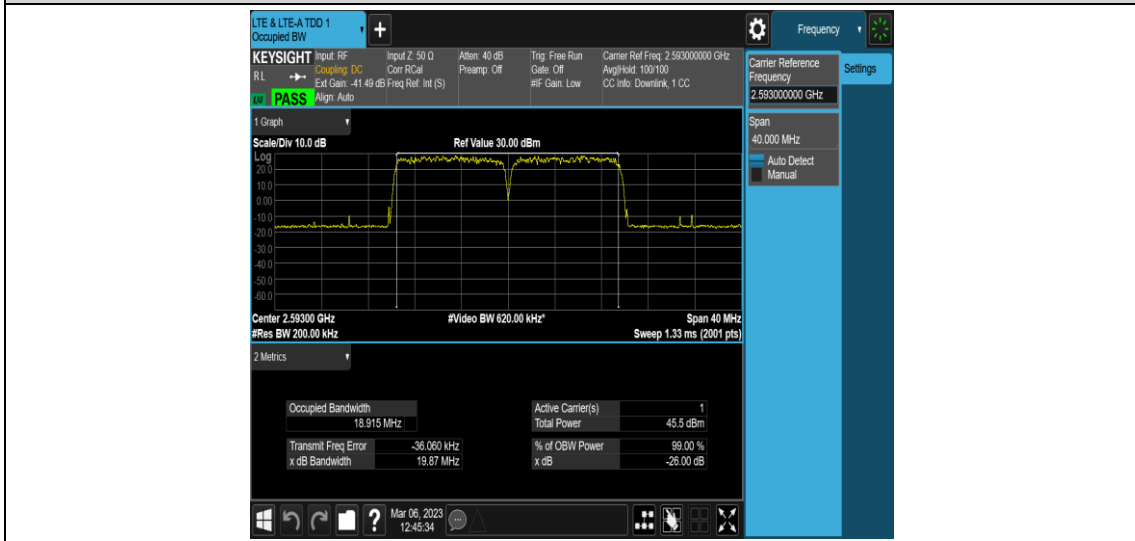 LTE & LTE-A TDD 1
Occupied BW
Frequency
KEYSIGHT
RL
LXI
PASS
Input: RF
Coupling: DC
Ext Gain: -41.49 dB
Align: Auto
Input Z: 50 Ω
Corr RCal
Freq Ref: Int (S)
Atten: 40 dB
Preamp: Off
Trig: Free Run
Gate: Off
#IF Gain: Low
Carrier Ref Freq: 2.593000000 GHz
Avg|Hold: 100/100
CC Info: Downlink, 1 CC
Carrier Reference
Frequency
2.593000000 GHz
Settings
Span
40.000 MHz
Auto Detect
Manual
1 Graph
Scale/Div 10.0 dB
Ref Value 30.00 dBm
Log
20.0
10.0
0.00
-10.0
-20.0
-30.0
-40.0
-50.0
-60.0
Center 2.59300 GHz
#Video BW 620.00 kHz*
Span 40 MHz
#Res BW 200.00 kHz
Sweep 1.33 ms (2001 pts)
2 Metrics
Occupied Bandwidth
18.915 MHz
Transmit Freq Error -36.060 kHz
x dB Bandwidth 19.87 MHz
Active Carrier(s) 1
Total Power 45.5 dBm
% of OBW Power 99.00 %
x dB -26.00 dB
?
Mar 06, 2023
12:45:34